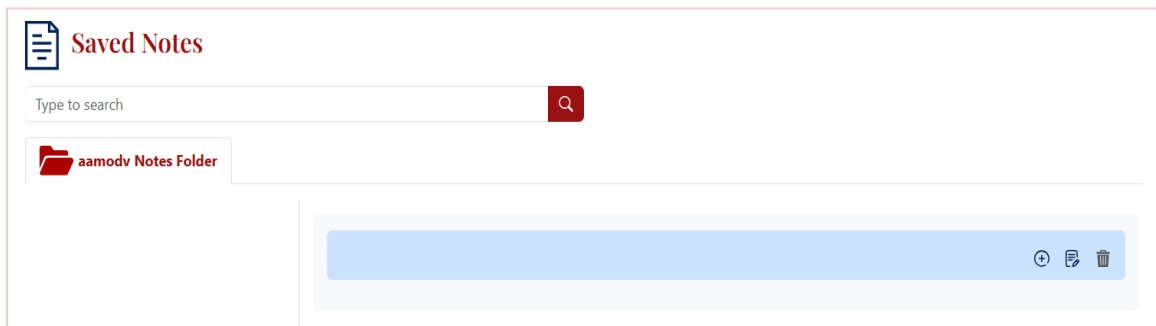 Saved Notes
Type to search
aamodv Notes Folder